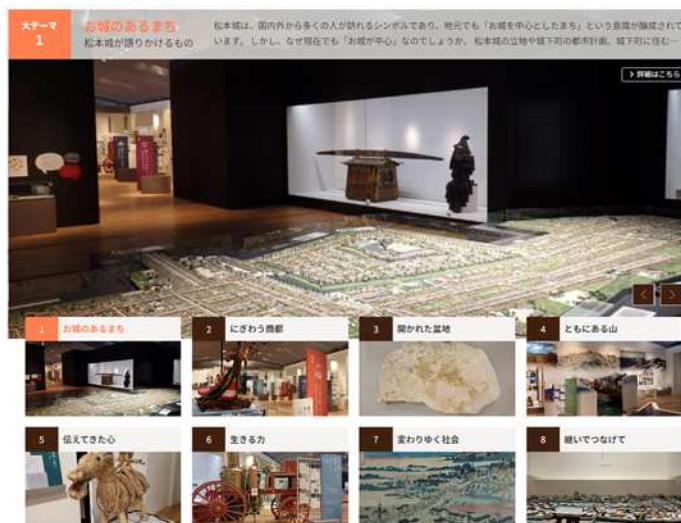 大テーマ
1
お城のあるまち
松本城が語りかけるもの
松本城は、国内外から多くの人が訪れるシンボルであり、地元でも「お城を中心としたまち」という意識が醸成されて
います。 しかし、なぜ現在でも「お城が中心」なのでしょうか。 松本城の立地や城下町の都市計画、城下町に住む…
詳細はこちら
1 お城のあるまち
2 にぎわう商都
3 開かれた盆地
4 ともにある山
5 伝えてきた心
6 生きる力
7 変わりゆく社会
8 継いでつなげて